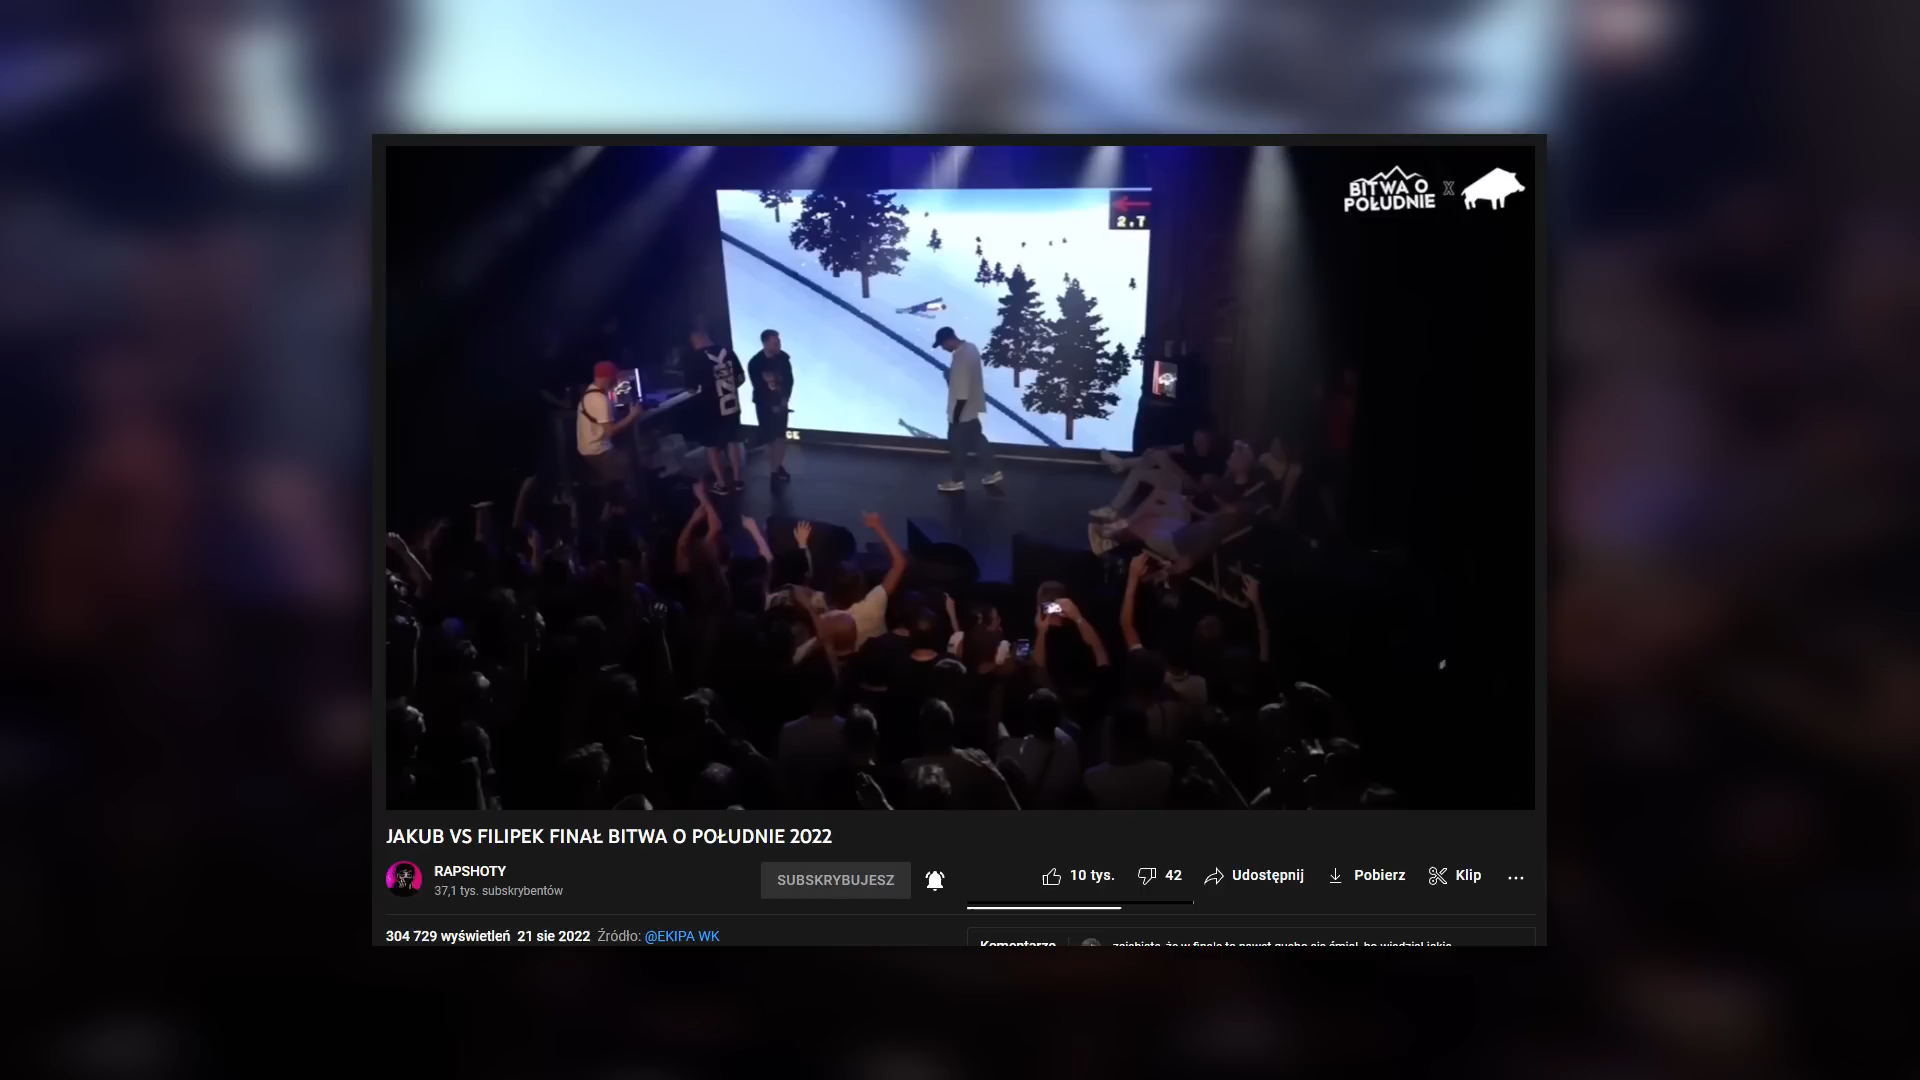 BITWA O
POŁUDNIE X
2.7
JAKUB VS FILIPEK FINAŁ BITWA O POŁUDNIE 2022
RAPSHOTY
37,1 tys. subskrybentów
SUBSKRYBUJESZ
10 tys. 42 Udostępnij Pobierz Klip
304 729 wyświetleń 21 sie 2022 Źródło: @EKIPA WK
Komentarze